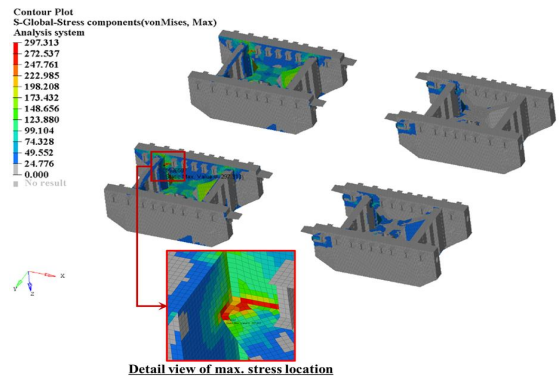 Contour Plot
S-Global-Stress components(vonMises, Max)
Analysis system
297.313
272.537
247.761
222.985
198.208
173.432
148.656
123.880
99.104
74.328
49.552
24.776
0.000
No result
X
Y
Z
Detail view of max. stress location